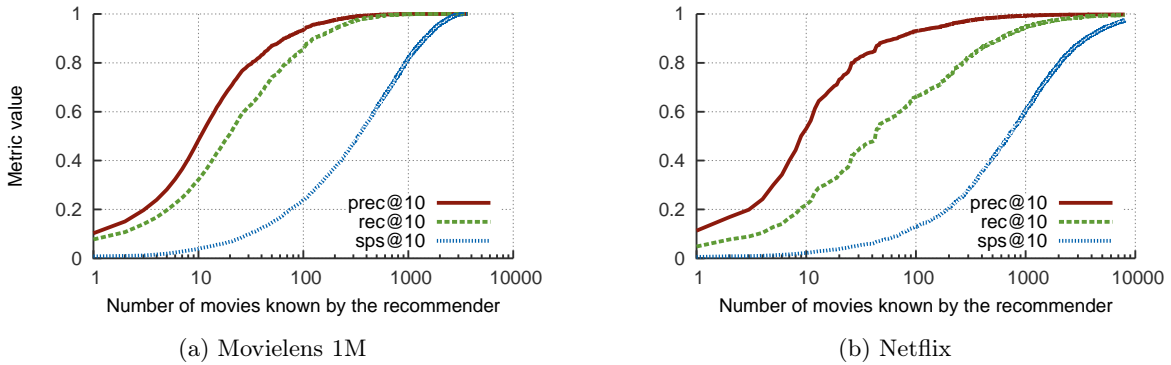 Metric value
1
0.8
0.6
0.4
0.2
0
prec@10
rec@10
sps@10
1 10 100 1000 10000
Number of movies known by the recommender
(a) Movielens 1M
1
0.8
0.6
0.4
0.2
0
prec@10
rec@10
sps@10
1 10 100 1000 10000
Number of movies known by the recommender
(b) Netflix